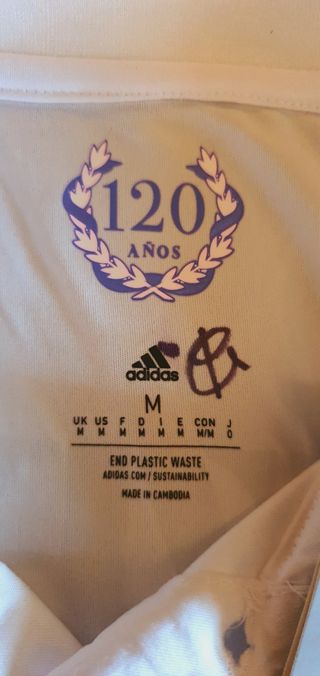 120
AÑOS
adidas
M
UK US F D I E CON J
M M M M M M M/M O
END PLASTIC WASTE
ADIDAS.COM / SUSTAINABILITY
MADE IN CAMBODIA